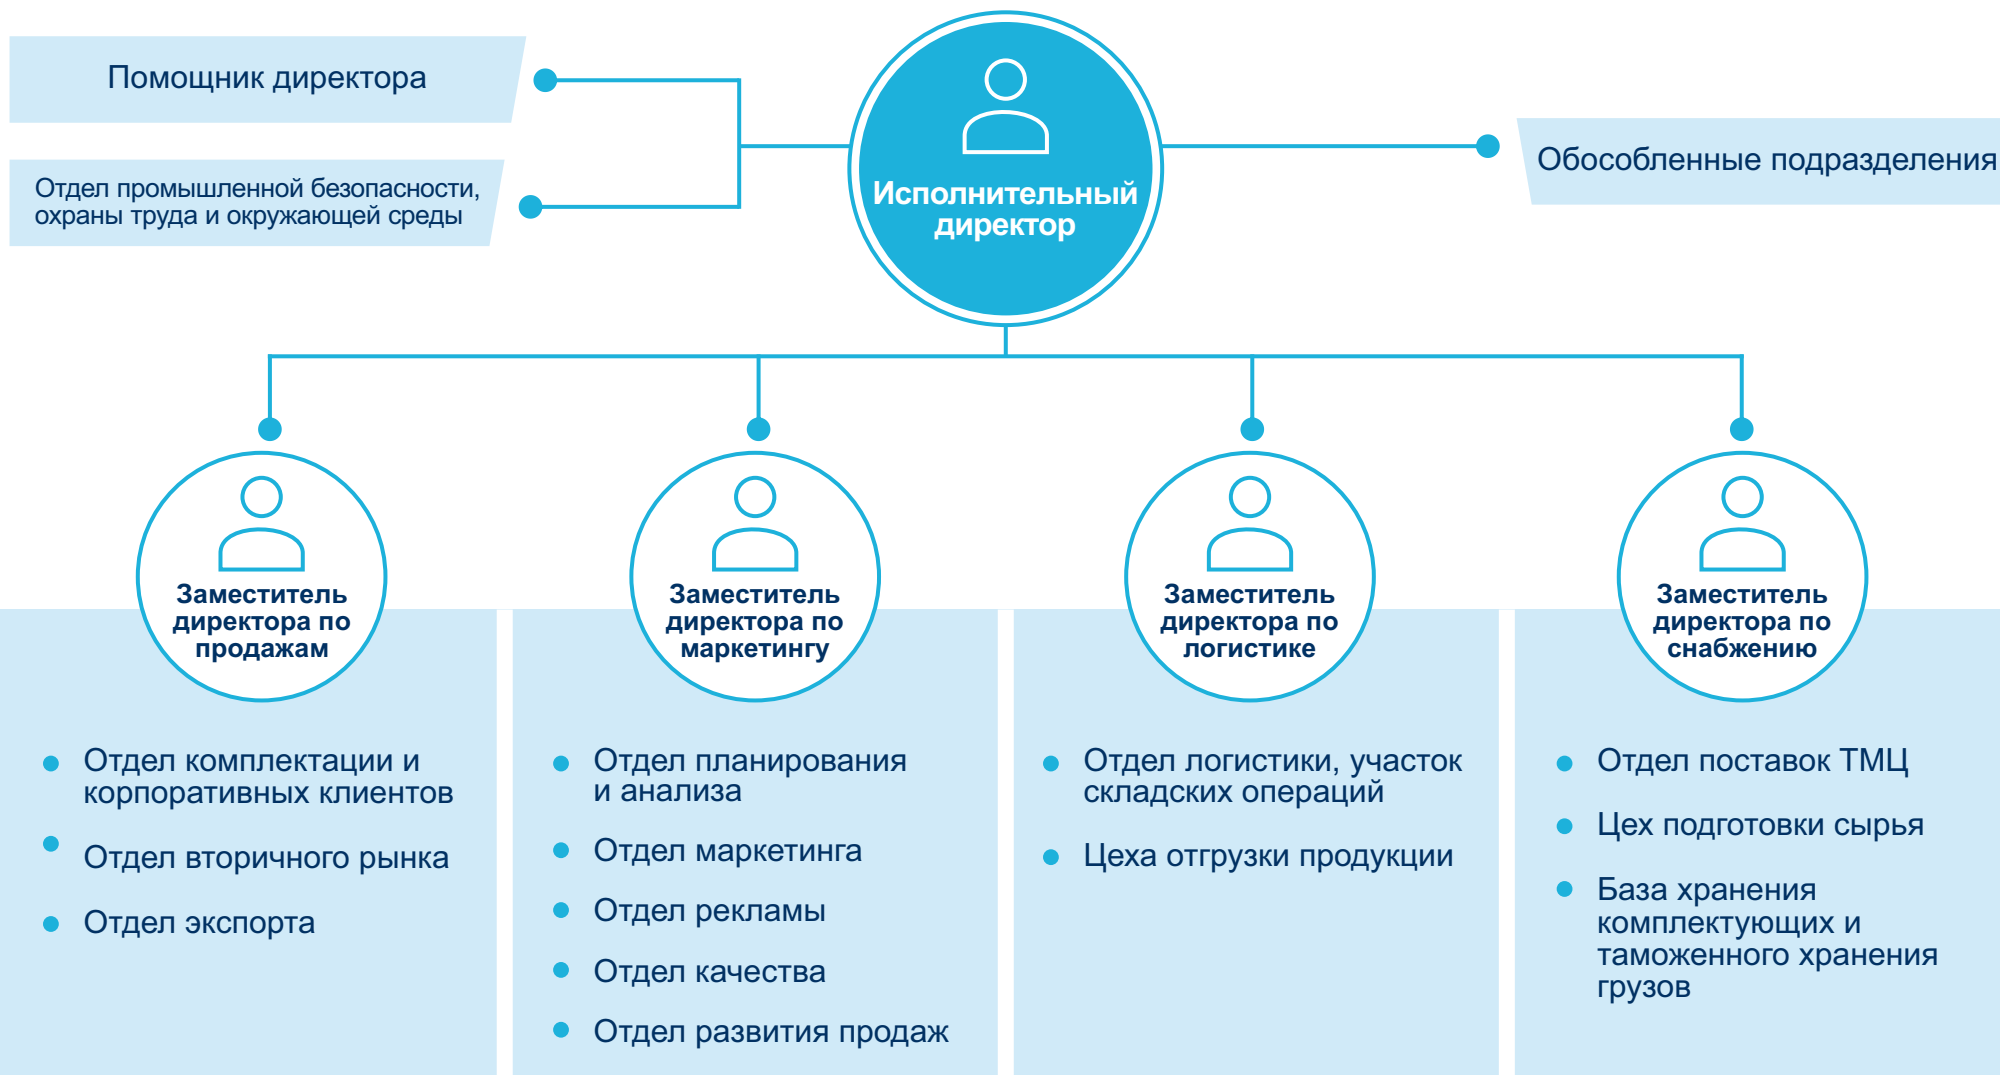 Помощник директора
Отдел промышленной безопасности,
охраны труда и окружающей среды
Исполнительный
директор
Обособленные подразделения
Заместитель
директора по
продажам
Отдел комплектации и
корпоративных клиентов
Отдел вторичного рынка
Отдел экспорта
Заместитель
директора по
маркетингу
Отдел планирования
и анализа
Отдел маркетинга
Отдел рекламы
Отдел качества
Отдел развития продаж
Заместитель
директора по
логистике
Отдел логистики, участок
складских операций
Цеха отгрузки продукции
Заместитель
директора по
снабжению
Отдел поставок ТМЦ
Цех подготовки сырья
База хранения
комплектующих и
таможенного хранения
грузов